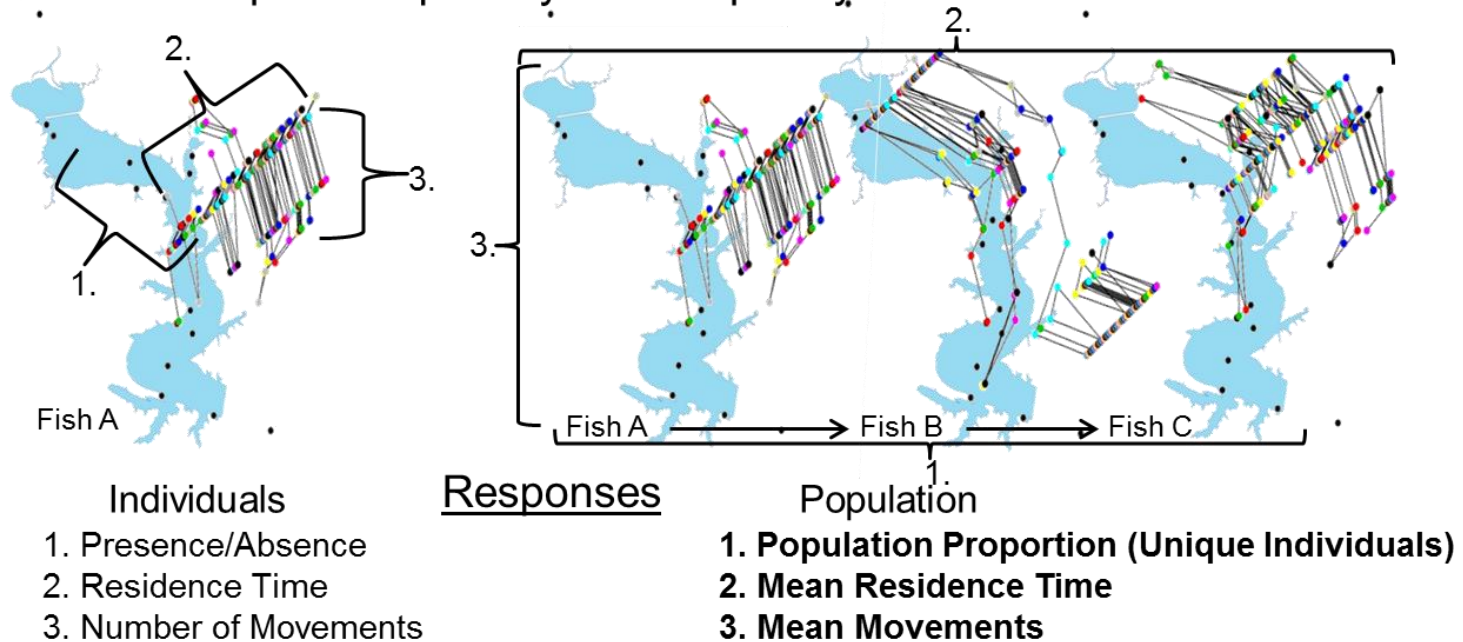 2.
2.
3.
3.
1.
Fish A
Fish A
Fish B
Fish C
1.
Individuals
Responses
Population
1. Presence/Absence
1. Population Proportion (Unique Individuals)
2. Residence Time
2. Mean Residence Time
3. Number of Movements
3. Mean Movements